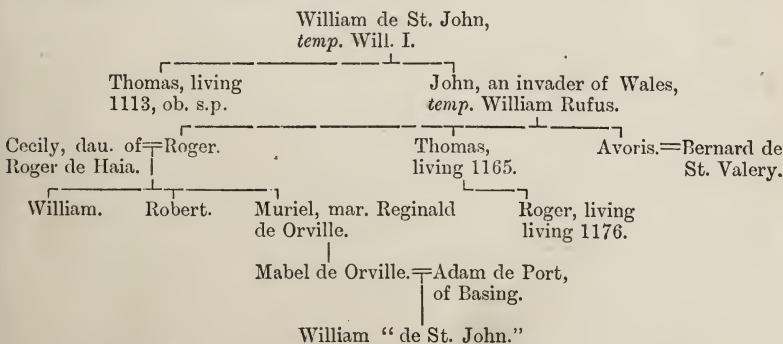 William de St. John,
temp. Will. I.
Thomas, living
1113, ob. s.p.
John, an invader of Wales,
temp. William Rufus.
Cecily, dau. of=Roger.
Roger de Haia.
Thomas,
living 1165.
Avoris.=Bernard de
St. Valery.
William.
Robert.
Muriel, mar. Reginald
de Orville.
Roger, living
living 1176.
Mabel de Orville.=Adam de Port,
of Basing.
William "de St. John."